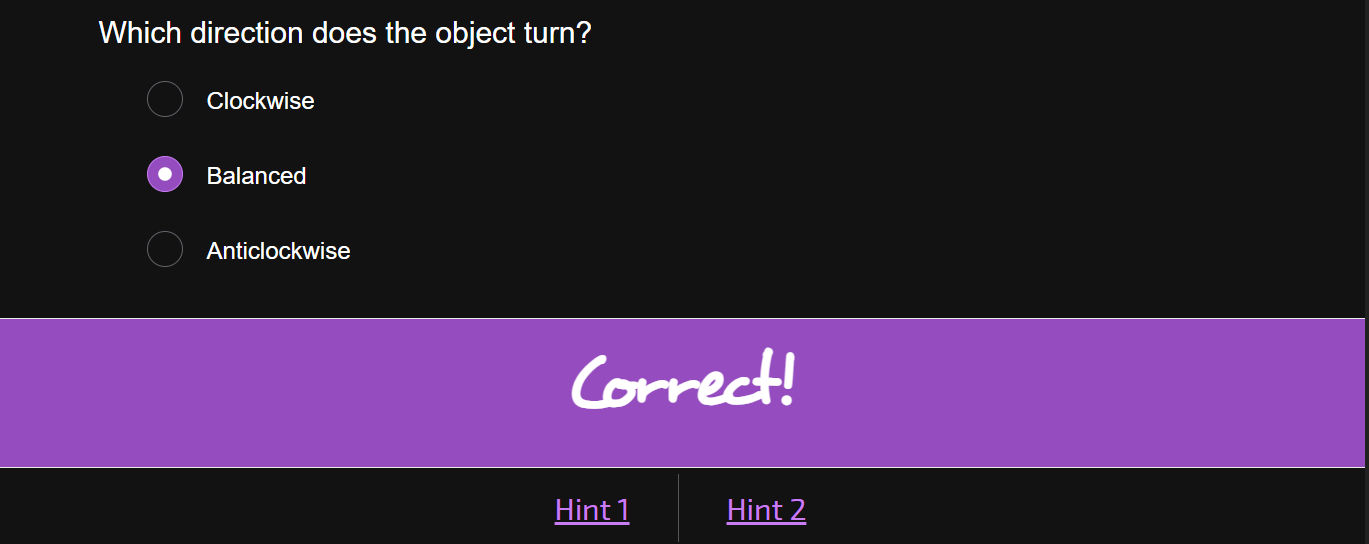 Which direction does the object turn?
Clockwise
Balanced
Anticlockwise
Correct!
Hint 1
Hint 2